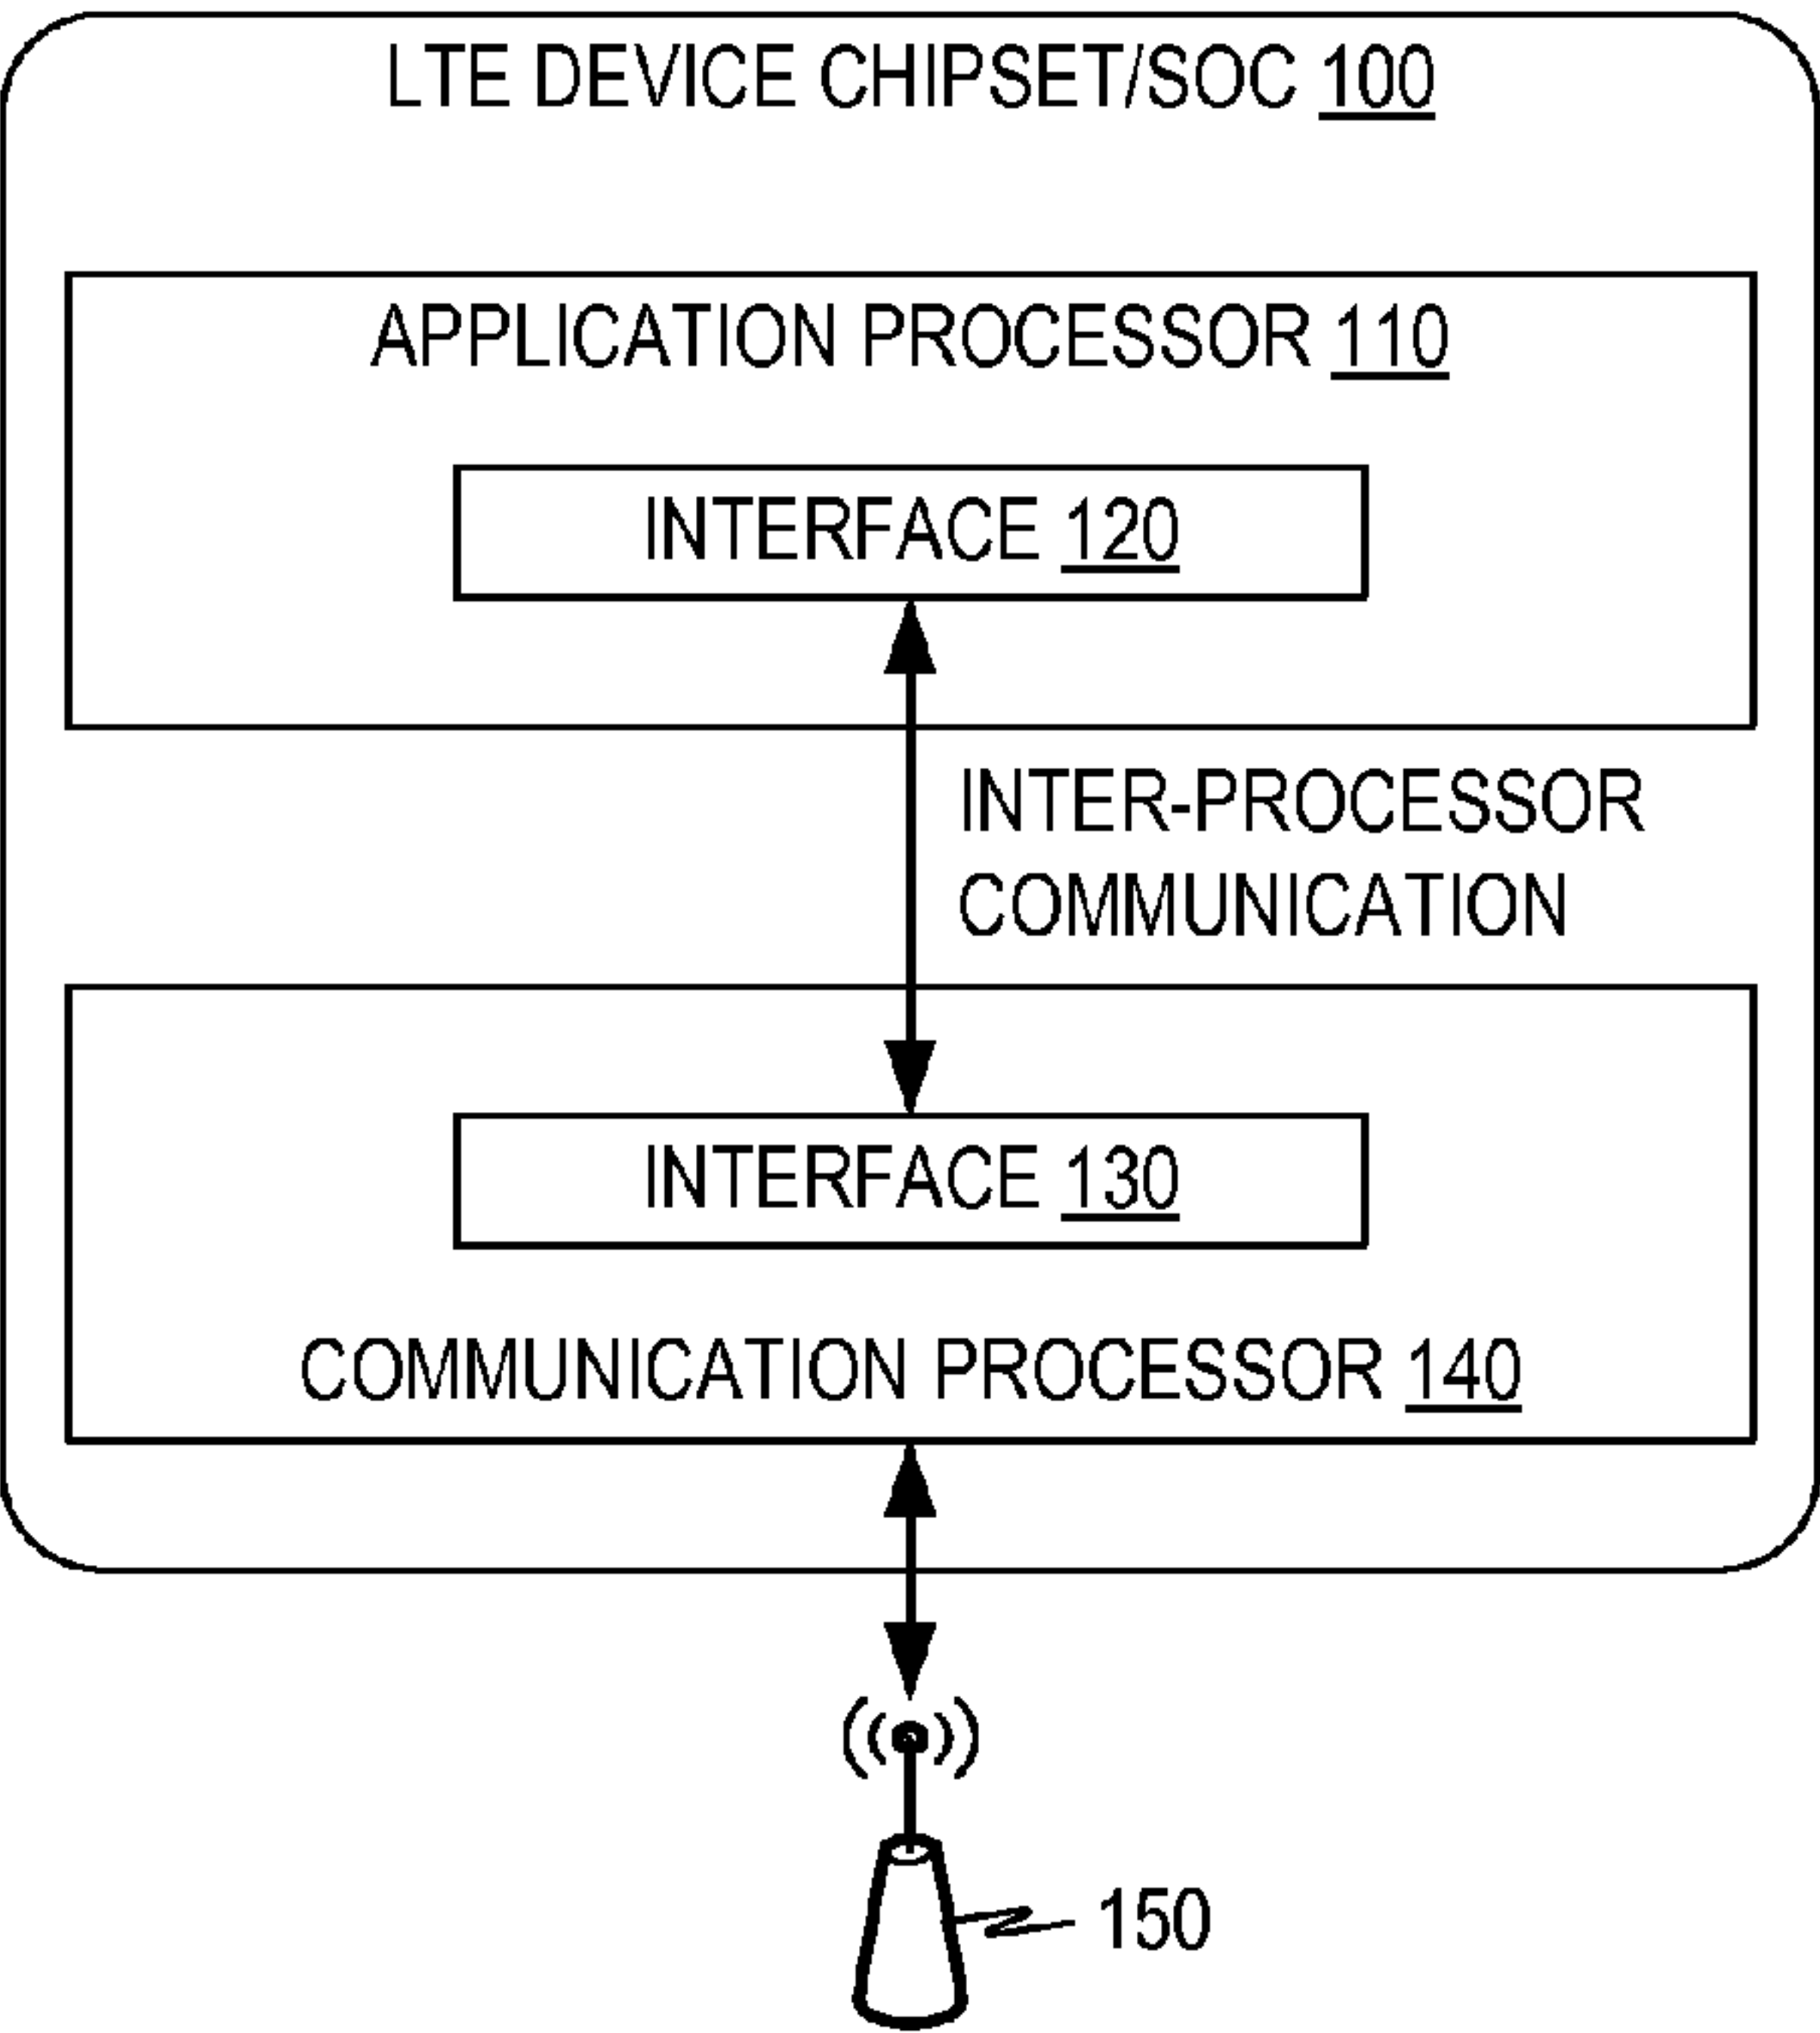 LTE DEVICE CHIPSET/SOC 100
APPLICATION PROCESSOR 110
INTERFACE 120
INTER-PROCESSOR
COMMUNICATION
INTERFACE 130
COMMUNICATION PROCESSOR 140
150